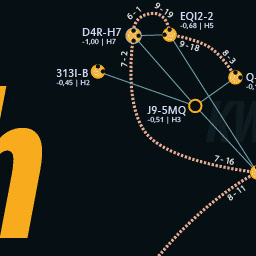 6 - 1
9 - 19
EQI2-2
-0,68 | H5
D4R-H7
-1,00 | H7
9 - 18
8 - 3
7 - 2
313I-B
-0,45 | H2
J9-5MQ
-0,51 | H3
7 - 16
8 - 11
h